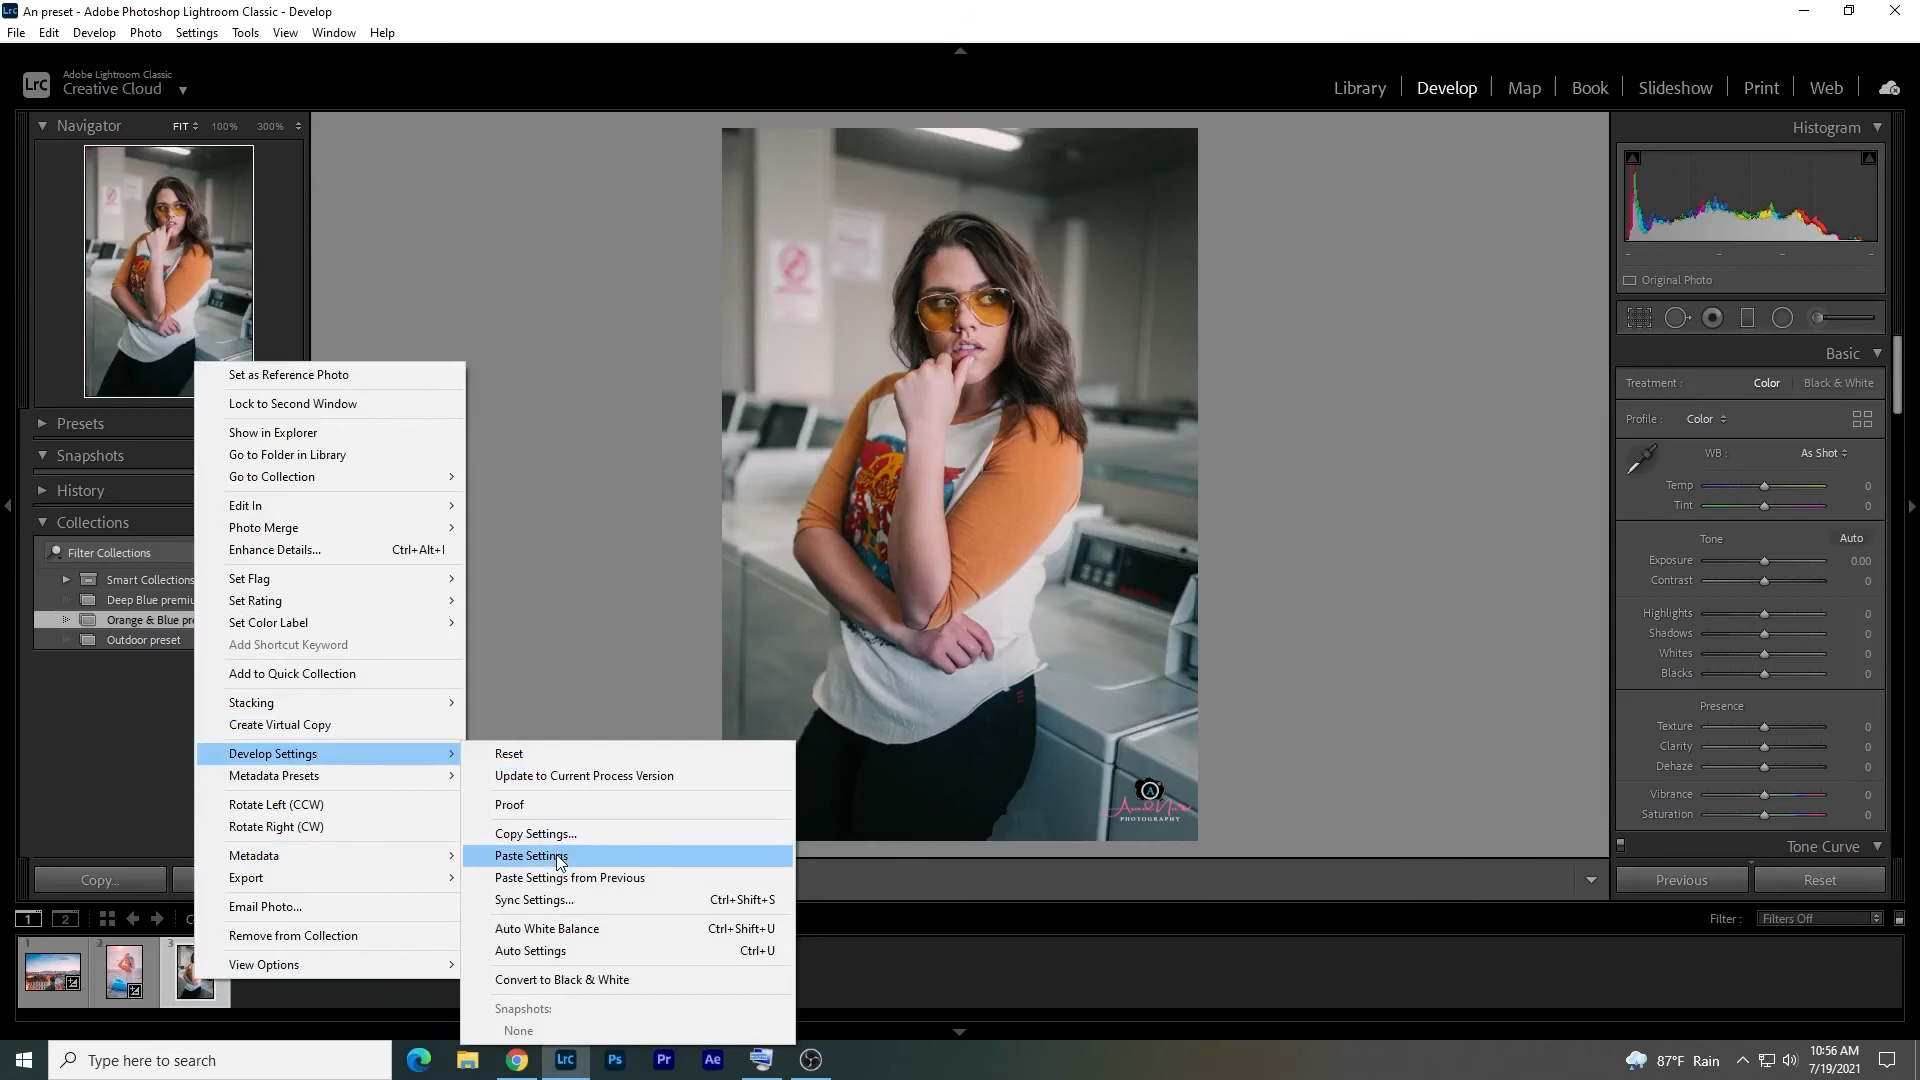 An preset - Adobe Photoshop Lightroom Classic - Develop
File Edit Develop Photo Settings Tools View Window Help
LrC
Adobe Lightroom Classic
Creative Cloud
Library Develop Map Book Slideshow Print Web
Navigator FIT 100% 300%
Histogram
Original Photo
Basic
Treatment : Color Black & White
Profile : Color
WB : As Shot
Temp 0
Tint 0
Tone Auto
Exposure 0.00
Contrast 0
Highlights 0
Shadows 0
Whites 0
Blacks 0
Presence
Texture 0
Clarity 0
Dehaze 0
Vibrance 0
Saturation 0
Tone Curve
Previous Reset
Presets
Snapshots
History
Collections
Filter Collections
Smart Collections
Deep Blue
Orange & Blue
Outdoor preset
Copy...
Set as Reference Photo
Lock to Second Window
Show in Explorer
Go to Folder in Library
Go to Collection
Edit In
Photo Merge
Enhance Details... Ctrl+Alt+I
Set Flag
Set Rating
Set Color Label
Add Shortcut Keyword
Add to Quick Collection
Stacking
Create Virtual Copy
Develop Settings
Metadata Presets
Rotate Left (CCW)
Rotate Right (CW)
Metadata
Export
Email Photo...
Remove from Collection
View Options
Reset
Update to Current Process Version
Proof
Copy Settings...
Paste Settings
Paste Settings from Previous
Sync Settings... Ctrl+Shift+S
Auto White Balance Ctrl+Shift+U
Auto Settings Ctrl+U
Convert to Black & White
Snapshots:
None
A
PHOTOGRAPHY
1 2
Filter : Filters Off
1 2 3
Type here to search
LrC Ps Pr Ae
87°F Rain
10:56 AM
7/19/2021